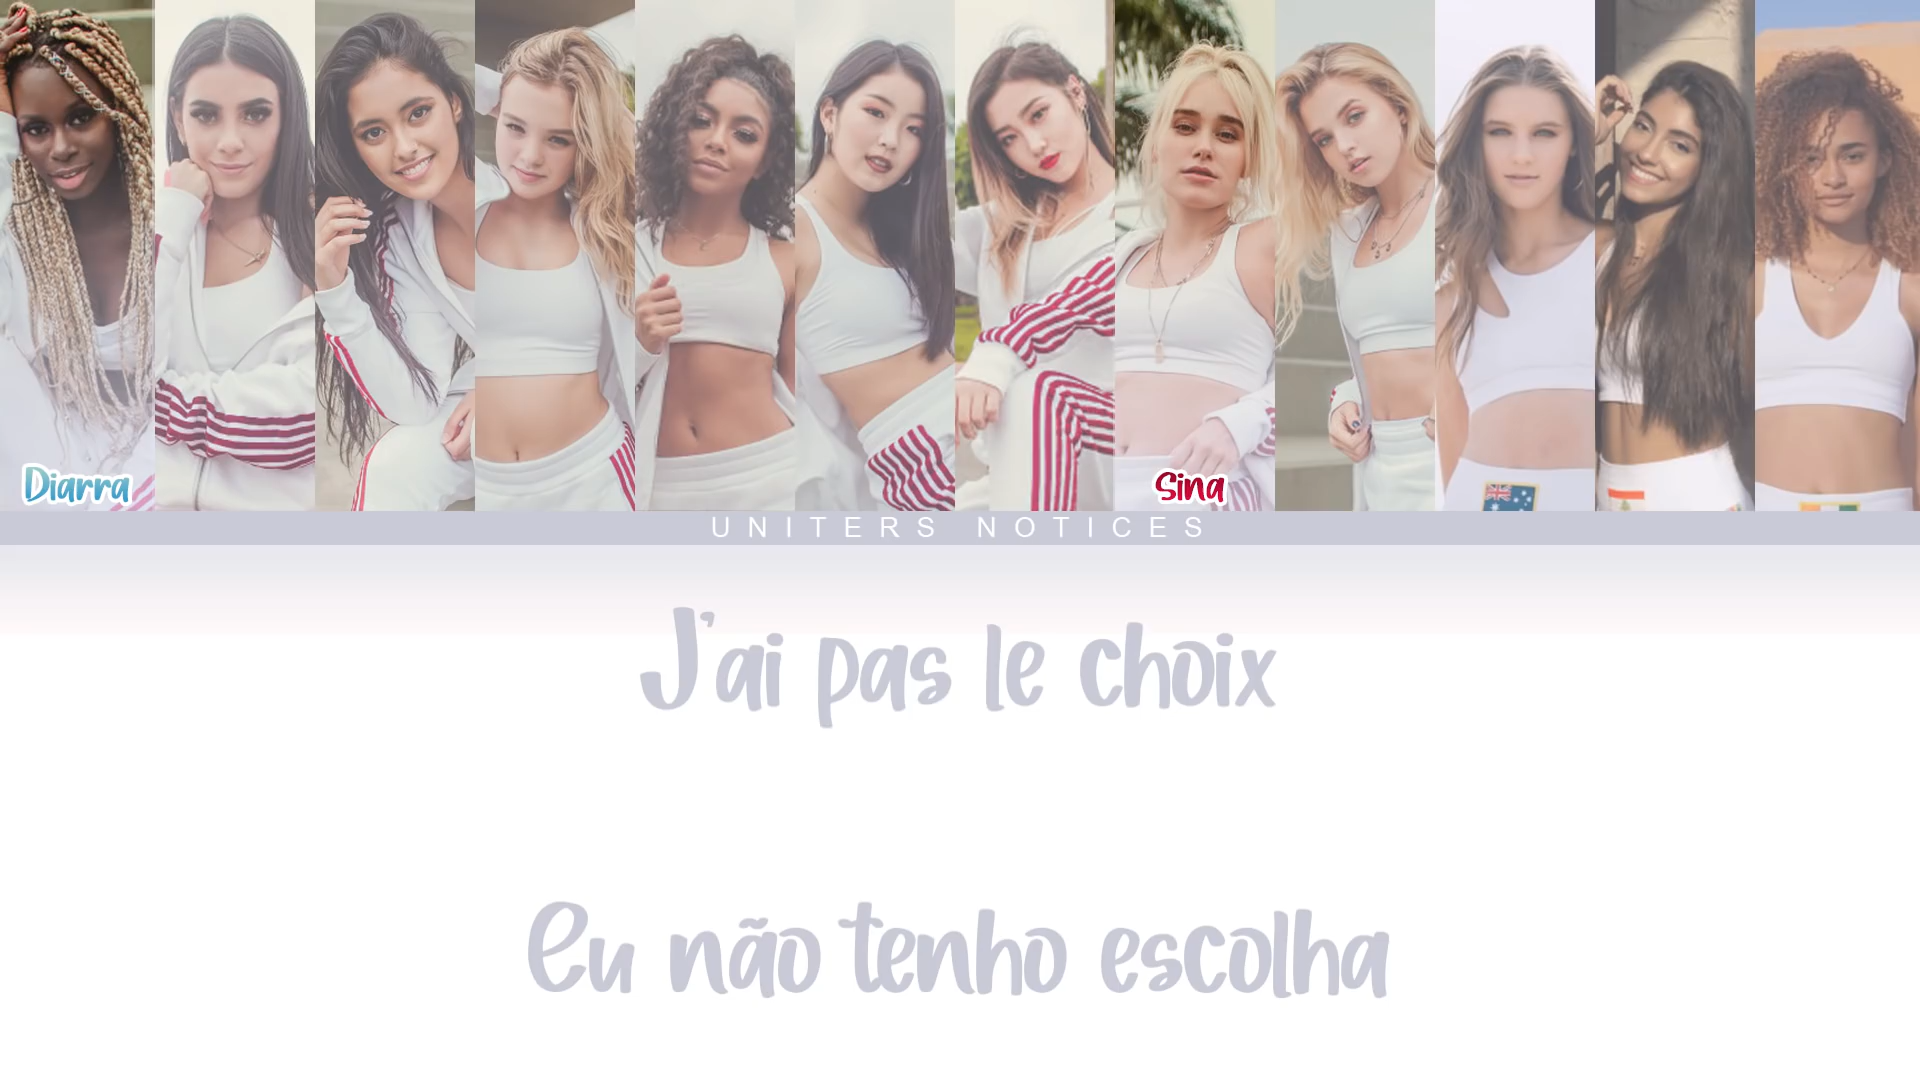 Diarra
Sina
UNITERS NOTICES
J'ai pas le choix
Eu não tenho escolha